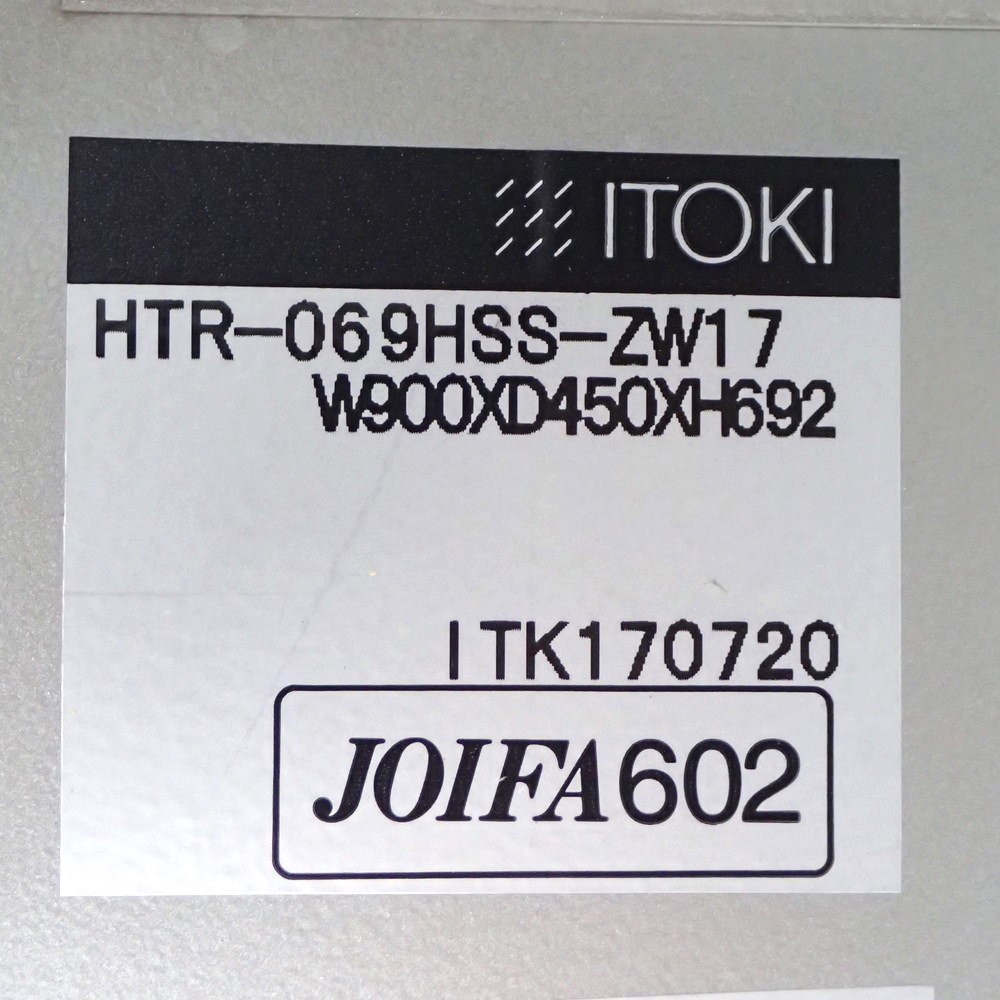 ITOKI
HTR-069HSS-ZW17
W900XD450XH692
ITK170720
JOIFA602